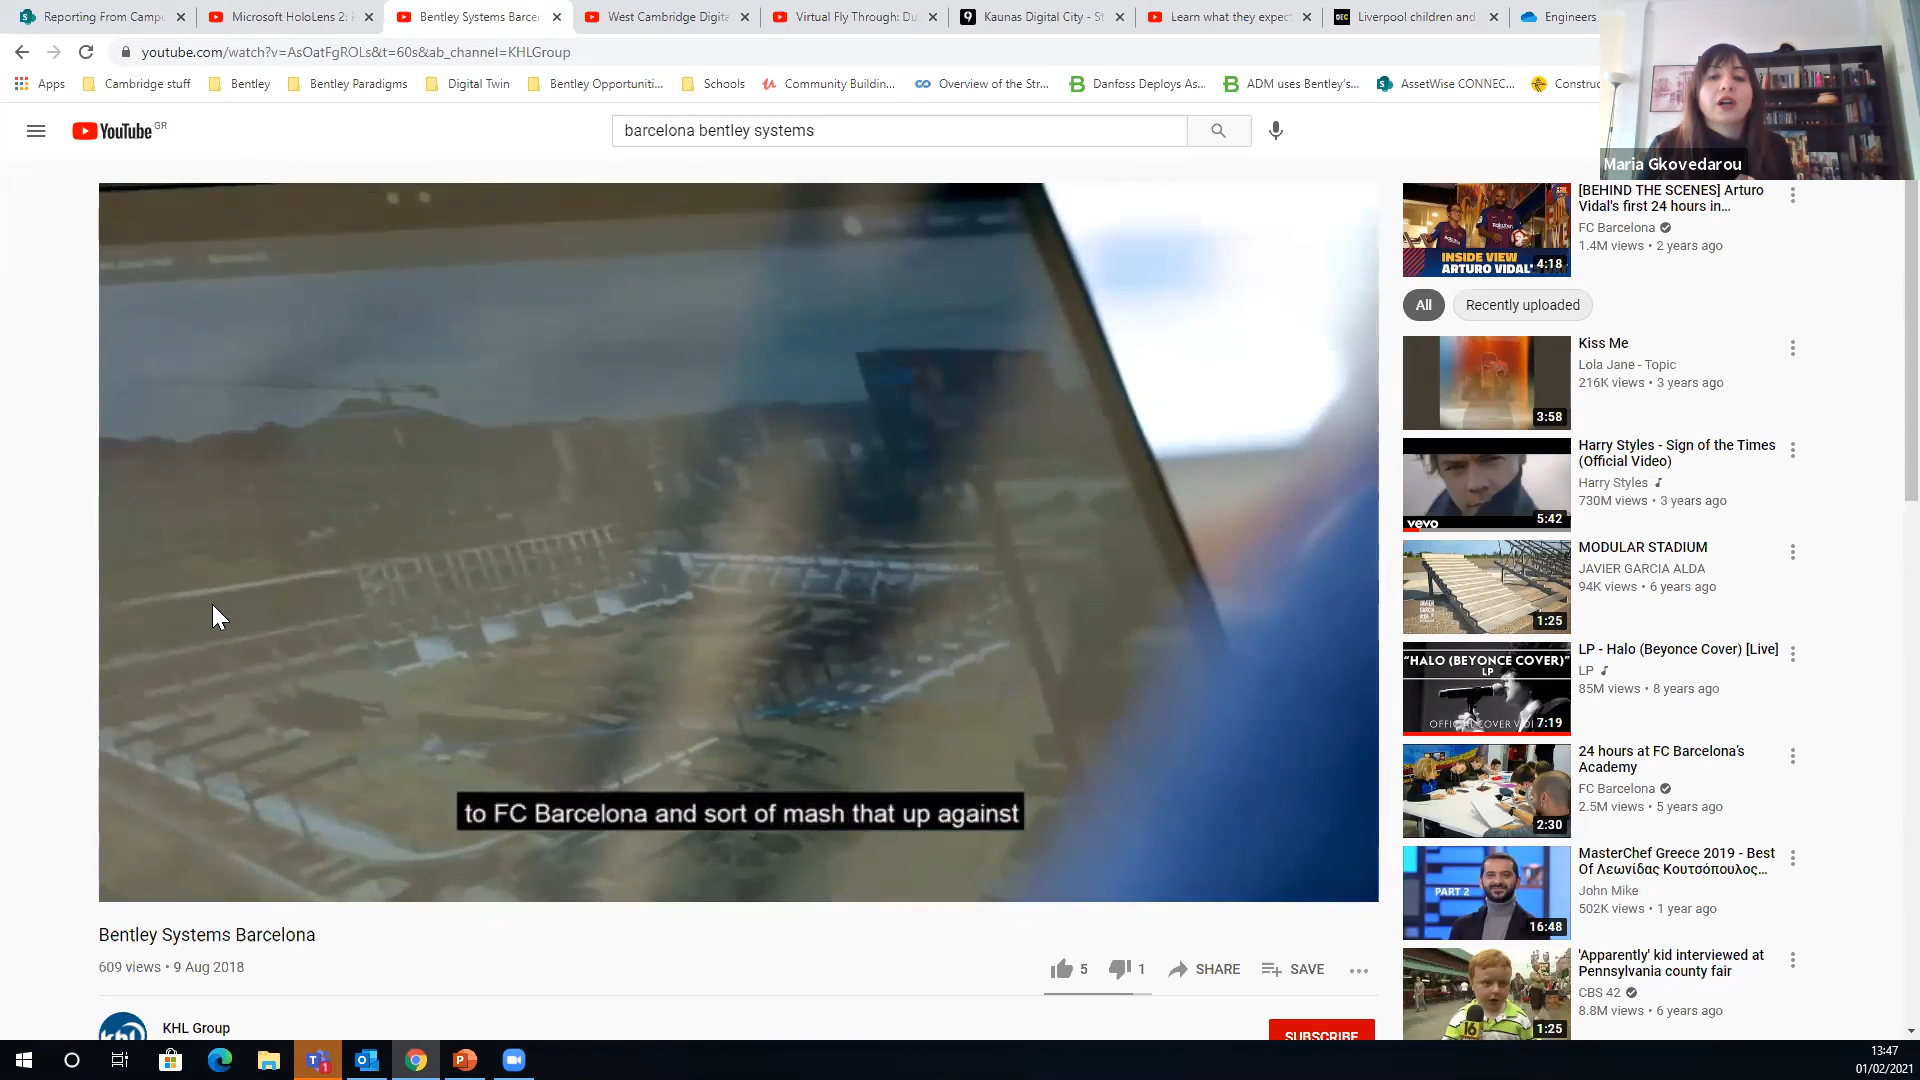 Reporting From Camp
Microsoft HoloLens 2:
Bentley Systems Barce
West Cambridge Digita
Virtual Fly Through: Du
Kaunas Digital City - St
Learn what they expec
Liverpool children and
Engineers
youtube.com/watch?v=AsOatFgROLs&t=60s&ab_channel=KHLGroup
Apps
Cambridge stuff
Bentley
Bentley Paradigms
Digital Twin
Bentley Opportuniti...
Schools
Community Buildin...
Overview of the Str...
Danfoss Deploys As...
ADM uses Bentley's...
AssetWise CONNEC...
Construc
YouTube GR
barcelona bentley systems
Maria Gkovedarou
to FC Barcelona and sort of mash that up against
Bentley Systems Barcelona
609 views • 9 Aug 2018
5
1
SHARE
SAVE
KHL Group
SUBSCRIBE
INSIDE VIEW
ARTURO VIDAL'
4:18
[BEHIND THE SCENES] Arturo
Vidal's first 24 hours in...
FC Barcelona
1.4M views • 2 years ago
All
Recently uploaded
3:58
Kiss Me
Lola Jane - Topic
216K views • 3 years ago
vevo
5:42
Harry Styles - Sign of the Times
(Official Video)
Harry Styles
730M views • 3 years ago
1:25
MODULAR STADIUM
JAVIER GARCIA ALDA
94K views • 6 years ago
"HALO (BEYONCE COVER)"
LP
7:19
LP - Halo (Beyonce Cover) [Live]
LP
85M views • 8 years ago
2:30
24 hours at FC Barcelona's
Academy
FC Barcelona
2.5M views • 5 years ago
PART 2
16:48
MasterChef Greece 2019 - Best
Of Λεωνίδας Κουτσόπουλος...
John Mike
502K views • 1 year ago
16
1:25
'Apparently' kid interviewed at
Pennsylvania county fair
CBS 42
8.8M views • 6 years ago
13:47
01/02/2021